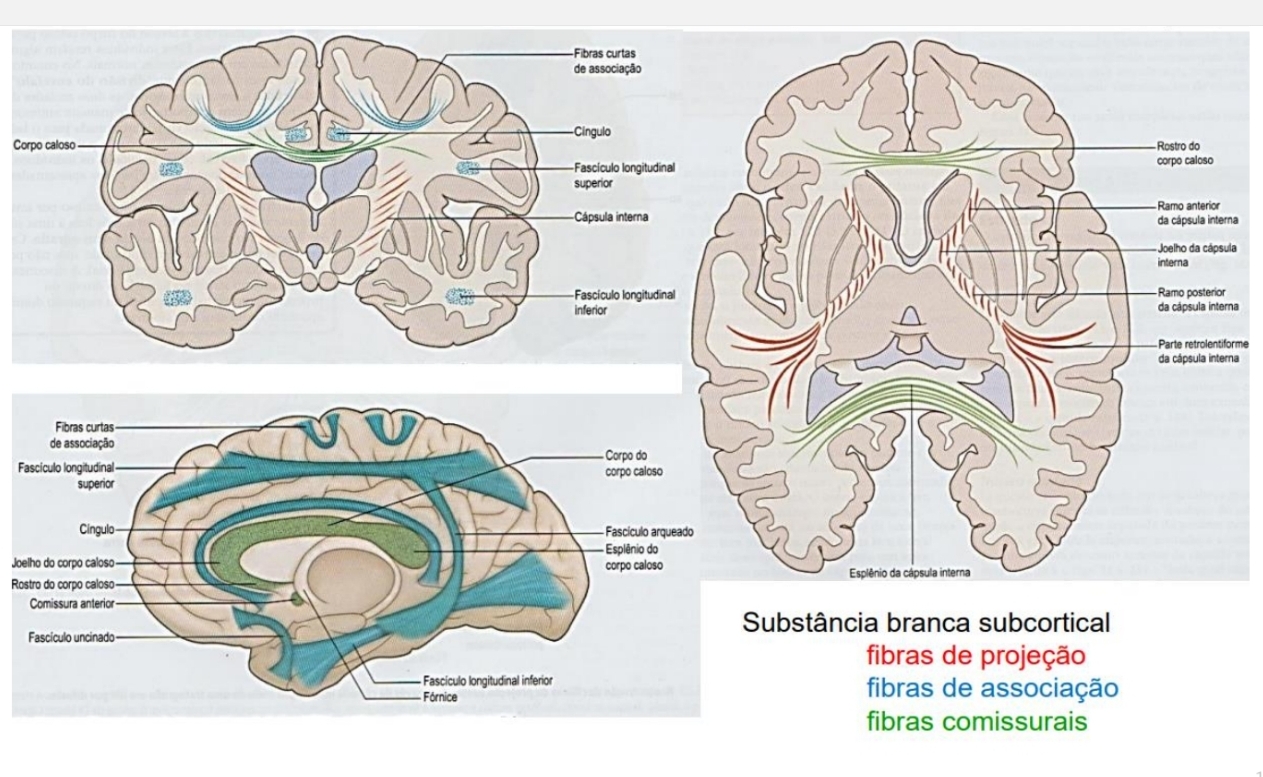 Fibras curtas
de associação
Corpo caloso
Cíngulo
Fascículo longitudinal
superior
Cápsula interna
Fascículo longitudinal
inferior
Rostro do
corpo caloso
Ramo anterior
da cápsula interna
Joelho da cápsula
interna
Ramo posterior
da cápsula interna
Parte retrolentiforme
da cápsula interna
Esplênio da cápsula interna
Fibras curtas
de associação
Fascículo longitudinal
superior
Cíngulo
Joelho do corpo caloso
Rostro do corpo caloso
Comissura anterior
Fascículo uncinado
Corpo do
corpo caloso
Fascículo arqueado
Esplênio do
corpo caloso
Fascículo longitudinal inferior
Fórnice
Substância branca subcortical
fibras de projeção
fibras de associação
fibras comissurais